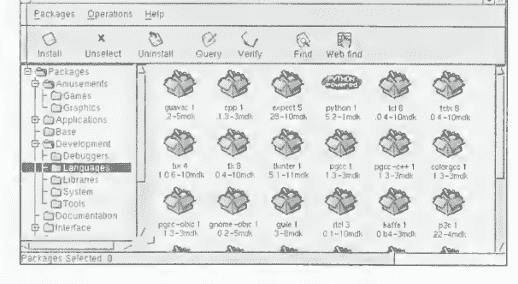 Packages Operations Help
Install Unselect Uninstall Query Verify Find Web find
Packages
Amusements
Games
Graphics
Applications
Base
Development
Debuggers
Languages
Libraries
System
Tools
Documentation
Interface
PYTHON powered
guavac 1 cpp 1 expect 5 python 1 tcl 8 tclx 8
.2-5mdk .1.3-3mdk 28-10mdk 5.2-1mdk .0.4-10mdk 0.4-10mdk
tix 4 tk 8 tkinter 1 pgcc 1 pgcc-c++ 1 colorgcc 1
1.0.6-10mdk 0.4-10mdk 5.1-11mdk 1.3-3mdk 1.3-3mdk 1.3-3mdk
pgcc-objc 1 gnome-objc 1 guile 1 itcl 3 kaffe 1 p2c 1
1.3-3mdk 0.2-5mdk 3-8mdk 0.1-10mdk 0.b4-3mdk 22-4mdk
Packages Selected: 0